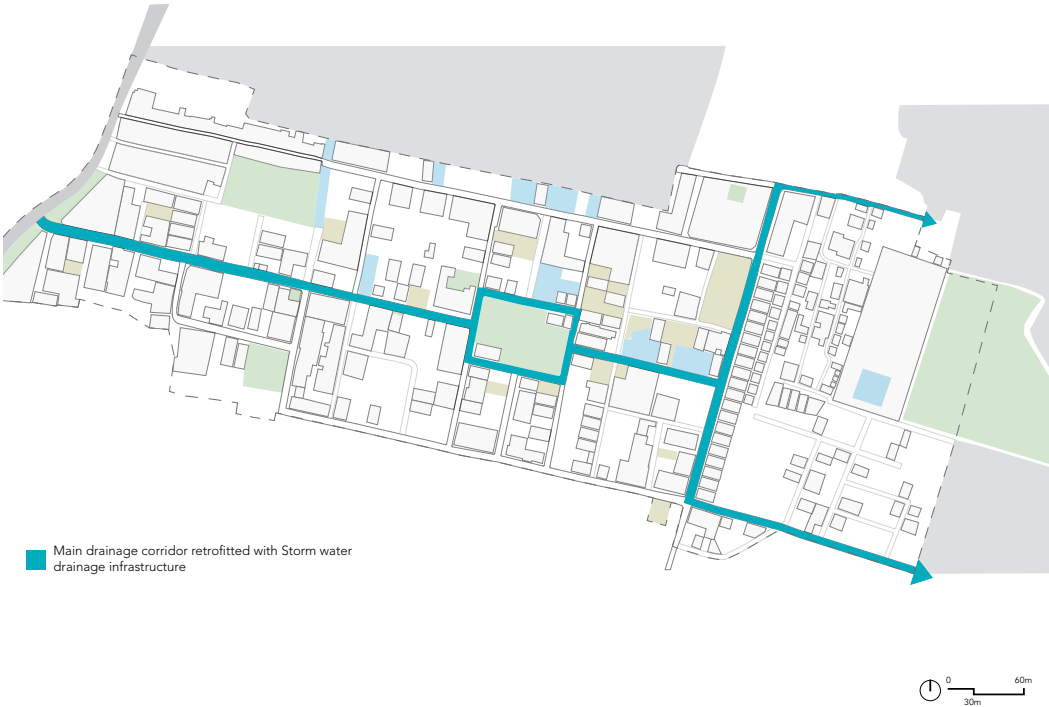 Main drainage corridor retrofitted with Storm water
drainage infrastructure
0
60m
30m